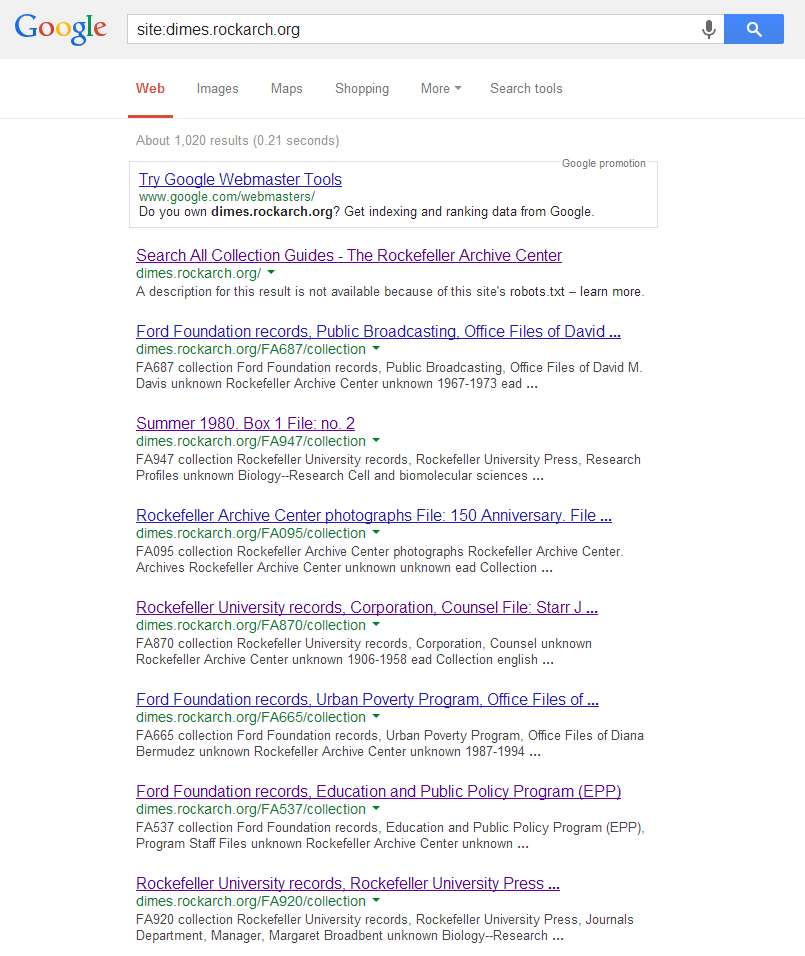 Google
site:dimes.rockarch.org
Web Images Maps Shopping More Search tools
About 1,020 results (0.21 seconds)
Google promotion
Try Google Webmaster Tools
www.google.com/webmasters/
Do you own dimes.rockarch.org? Get indexing and ranking data from Google.
Search All Collection Guides - The Rockefeller Archive Center
dimes.rockarch.org/
A description for this result is not available because of this site's robots.txt – learn more.
Ford Foundation records, Public Broadcasting, Office Files of David ...
dimes.rockarch.org/FA687/collection
FA687 collection Ford Foundation records, Public Broadcasting, Office Files of David M.
Davis unknown Rockefeller Archive Center unknown 1967-1973 ead ...
Summer 1980. Box 1 File: no. 2
dimes.rockarch.org/FA947/collection
FA947 collection Rockefeller University records, Rockefeller University Press, Research
Profiles unknown Biology--Research Cell and biomolecular sciences ...
Rockefeller Archive Center photographs File: 150 Anniversary. File ...
dimes.rockarch.org/FA095/collection
FA095 collection Rockefeller Archive Center photographs Rockefeller Archive Center.
Archives Rockefeller Archive Center unknown unknown ead Collection ...
Rockefeller University records, Corporation, Counsel File: Starr J ...
dimes.rockarch.org/FA870/collection
FA870 collection Rockefeller University records, Corporation, Counsel unknown
Rockefeller Archive Center unknown 1906-1958 ead Collection english ...
Ford Foundation records, Urban Poverty Program, Office Files of ...
dimes.rockarch.org/FA665/collection
FA665 collection Ford Foundation records, Urban Poverty Program, Office Files of Diana
Bermudez unknown Rockefeller Archive Center unknown 1987-1994 ...
Ford Foundation records, Education and Public Policy Program (EPP)
dimes.rockarch.org/FA537/collection
FA537 collection Ford Foundation records, Education and Public Policy Program (EPP),
Program Staff Files unknown Rockefeller Archive Center unknown ...
Rockefeller University records, Rockefeller University Press ...
dimes.rockarch.org/FA920/collection
FA920 collection Rockefeller University records, Rockefeller University Press, Journals
Department, Manager, Margaret Broadbent unknown Biology--Research ...